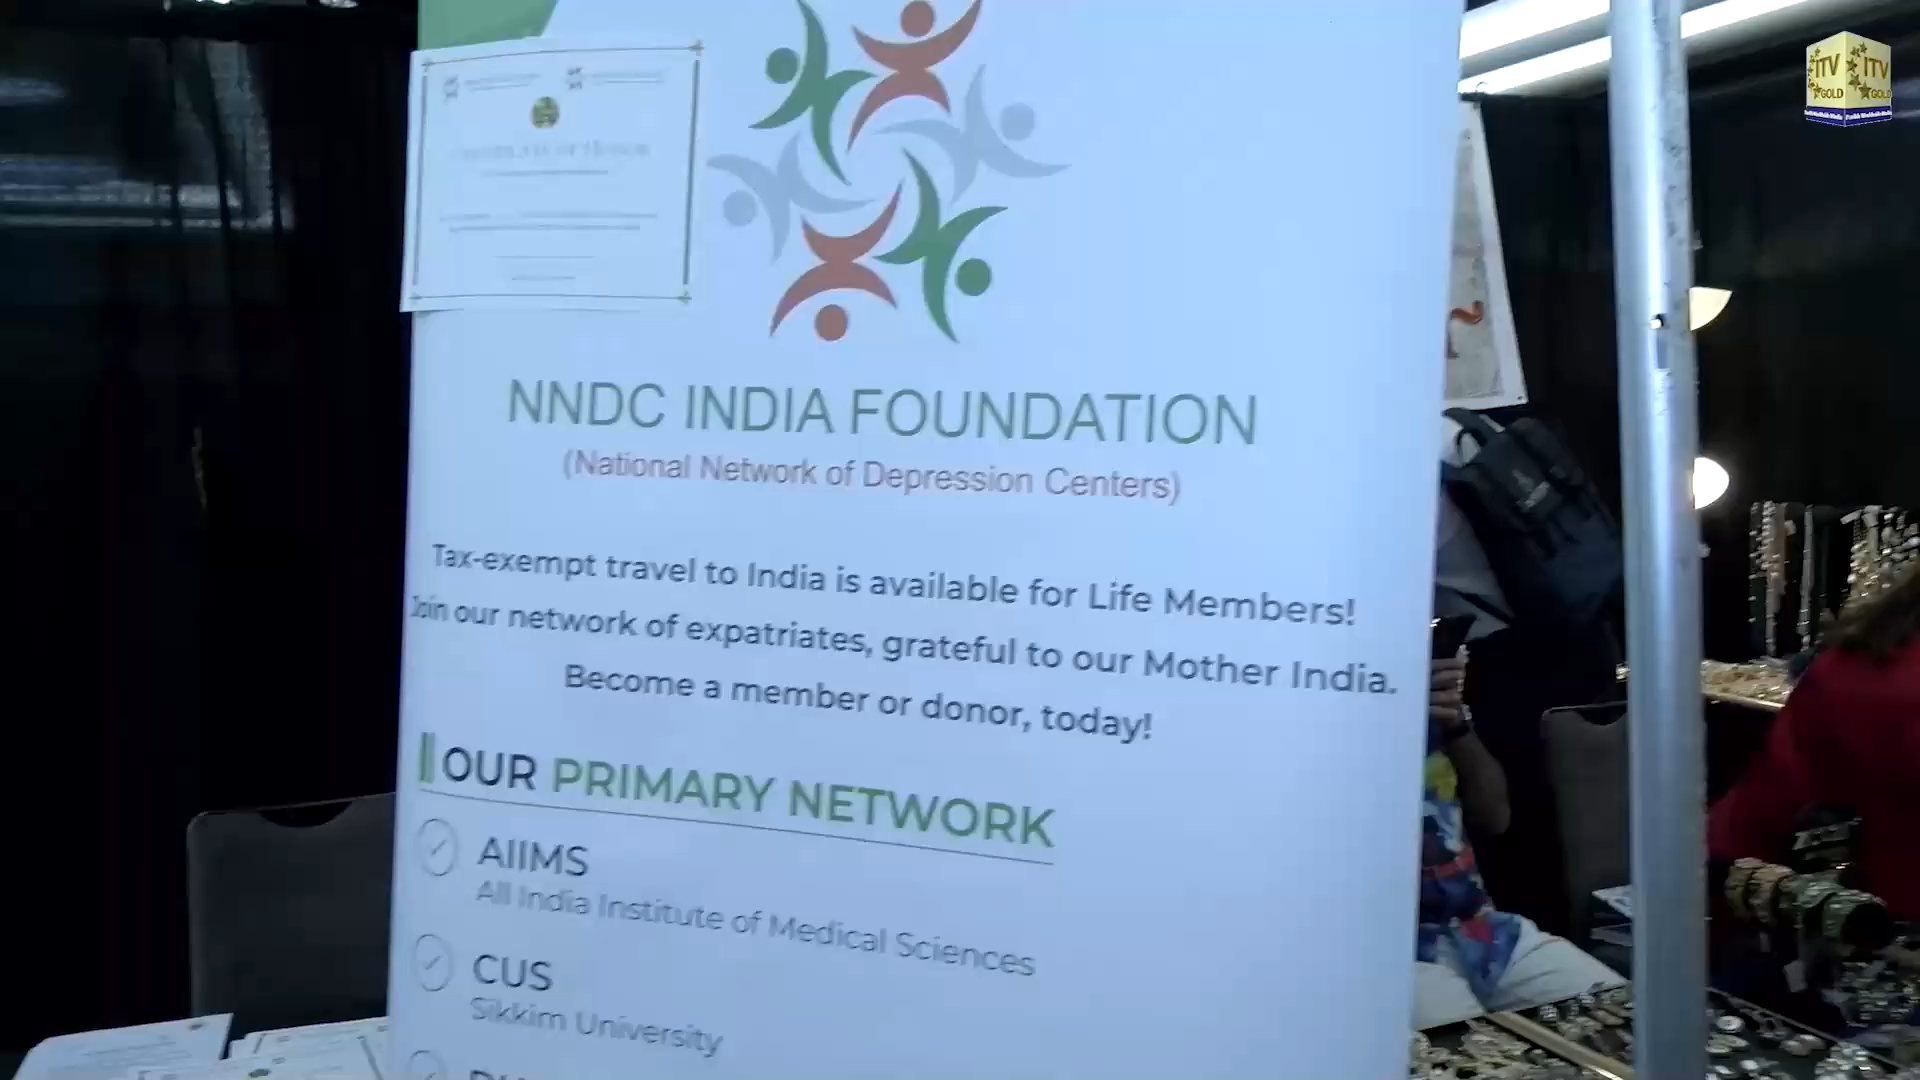 ITV ITV
GOLD GOLD
NNDC INDIA FOUNDATION
(National Network of Depression Centers)
Tax-exempt travel to India is available for Life Members!
Join our network of expatriates, grateful to our Mother India.
Become a member or donor, today!
OUR PRIMARY NETWORK
AIIMS
All India Institute of Medical Sciences
CUS
Sikkim University